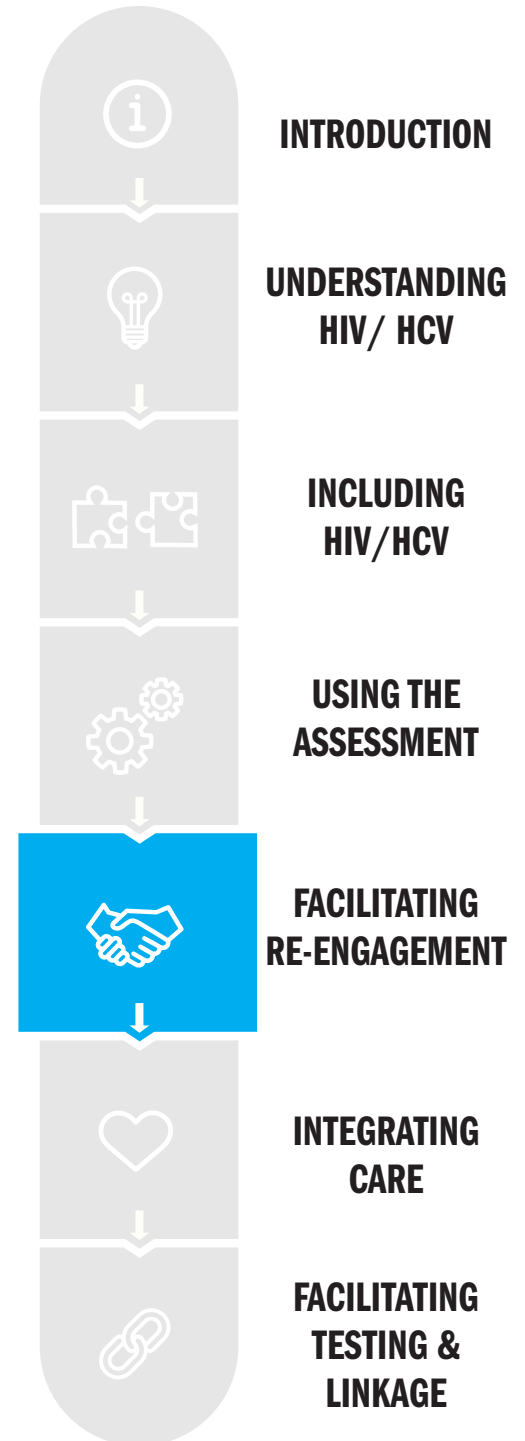 INTRODUCTION
UNDERSTANDING
HIV/ HCV
INCLUDING
HIV/HCV
USING THE
ASSESSMENT
FACILITATING
RE-ENGAGEMENT
INTEGRATING
CARE
FACILITATING
TESTING &
LINKAGE